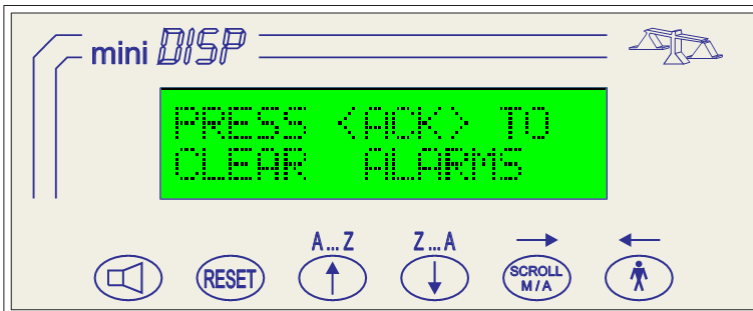 mini DISP
PRESS <ACK> TO
CLEAR ALARMS
A...Z
Z...A
RESET
SCROLL
M/A